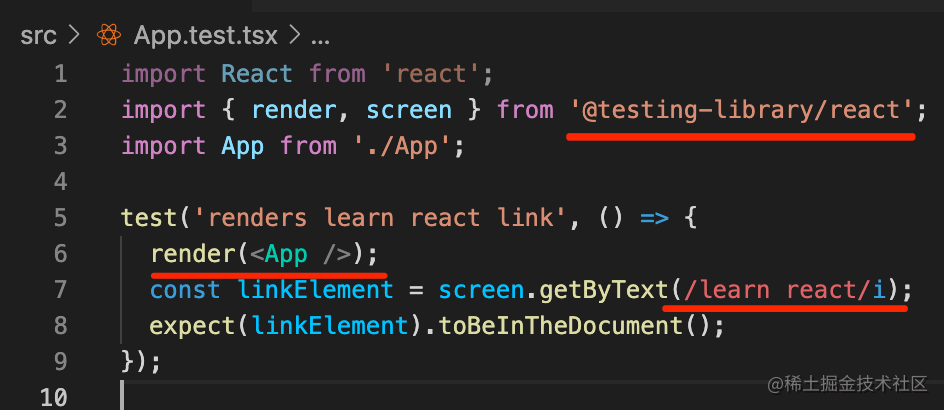 src > App.test.tsx > ...
1 import React from 'react';
2 import { render, screen } from '@testing-library/react';
3 import App from './App';
4
5 test('renders learn react link', () => {
6   render(<App />);
7   const linkElement = screen.getByText(/learn react/i);
8   expect(linkElement).toBeInTheDocument();
9 });
10
@稀土掘金技术社区